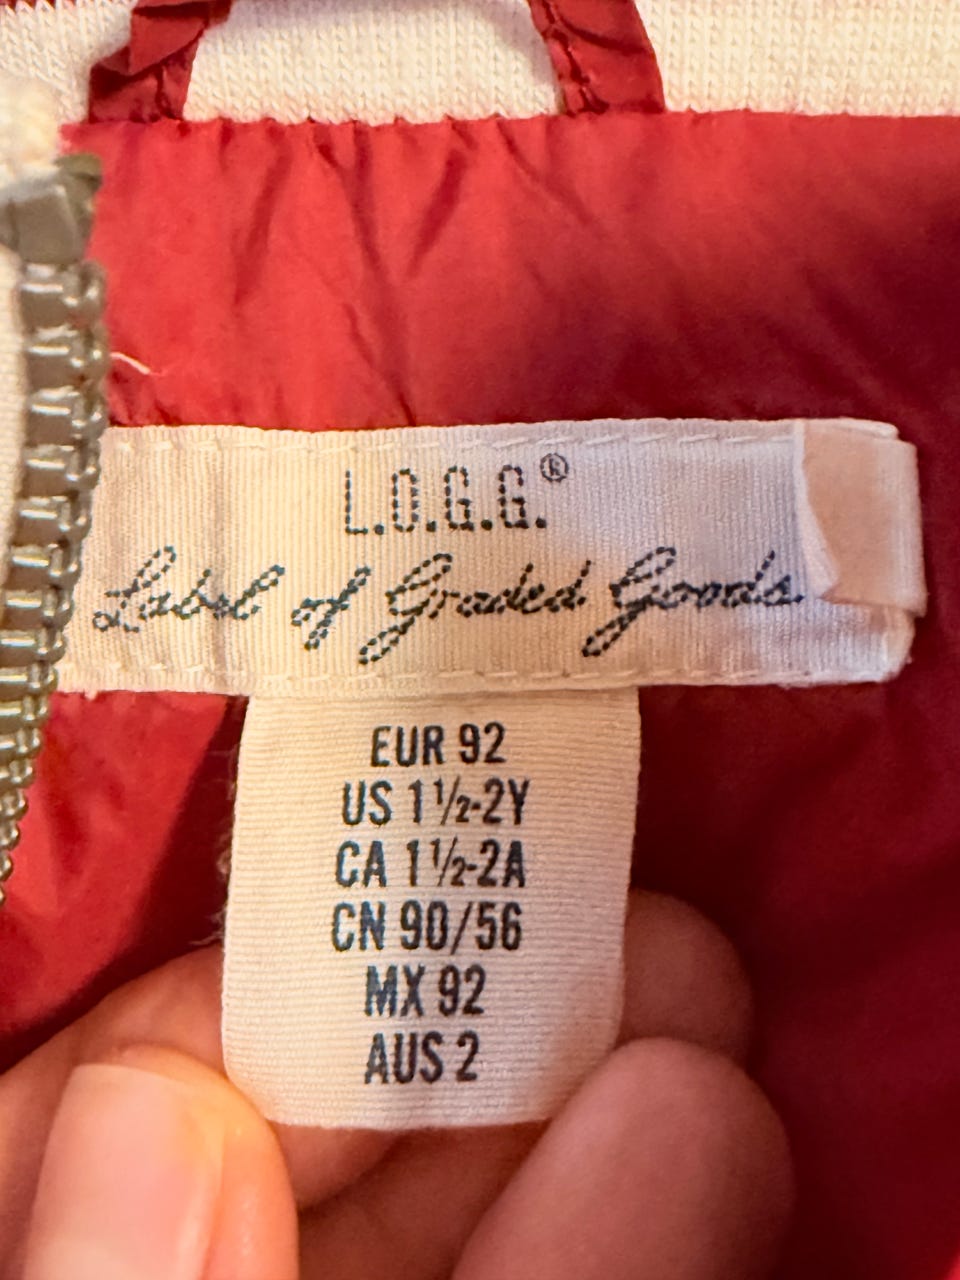 L.O.G.G.®
Label of Graded Goods.
EUR 92
US 1½-2Y
CA 1½-2A
CN 90/56
MX 92
AUS 2